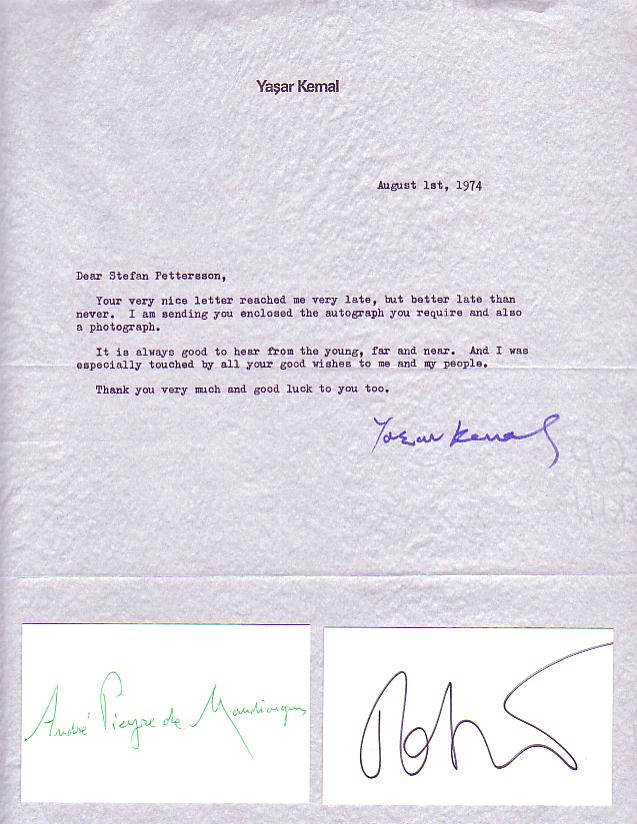 Yaşar Kemal
August 1st, 1974
Dear Stefan Pettersson,
Your very nice letter reached me very late, but better late than
never. I am sending you enclosed the autograph you require and also
a photograph.
It is always good to hear from the young, far and near. And I was
especially touched by all your good wishes to me and my people.
Thank you very much and good luck to you too.
Yaşar Kemal
André Pieyre de Mandiargues